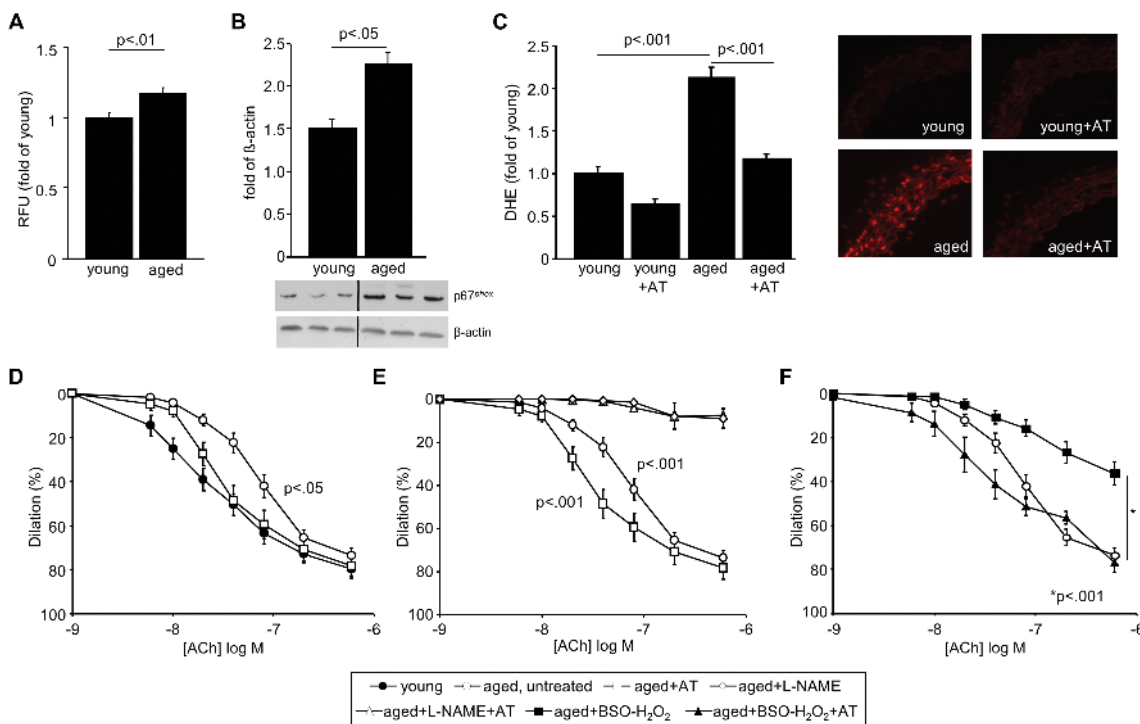 A
p<.01
1.5
1
0.5
0
RFU (fold of young)
young aged
B
p<.05
2.5
2.0
1.5
1.0
0.5
0
fold of ß-actin
young aged
p67phox
β-actin
C
p<.001
p<.001
2.5
2.0
1.5
1.0
0.5
0
DHE (fold of young)
young young +AT aged aged +AT
young
young+AT
aged
aged+AT
D
0
20
40
60
80
100
Dilation (%)
p<.05
-9 -8 -7 -6
[ACh] log M
E
0
20
40
60
80
100
Dilation (%)
p<.001
p<.001
-9 -8 -7 -6
[ACh] log M
F
0
20
40
60
80
100
Dilation (%)
*
*p<.001
-9 -8 -7 -6
[ACh] log M
young aged, untreated aged+AT aged+L-NAME
aged+L-NAME+AT aged+BSO-H₂O₂ aged+BSO-H₂O₂+AT